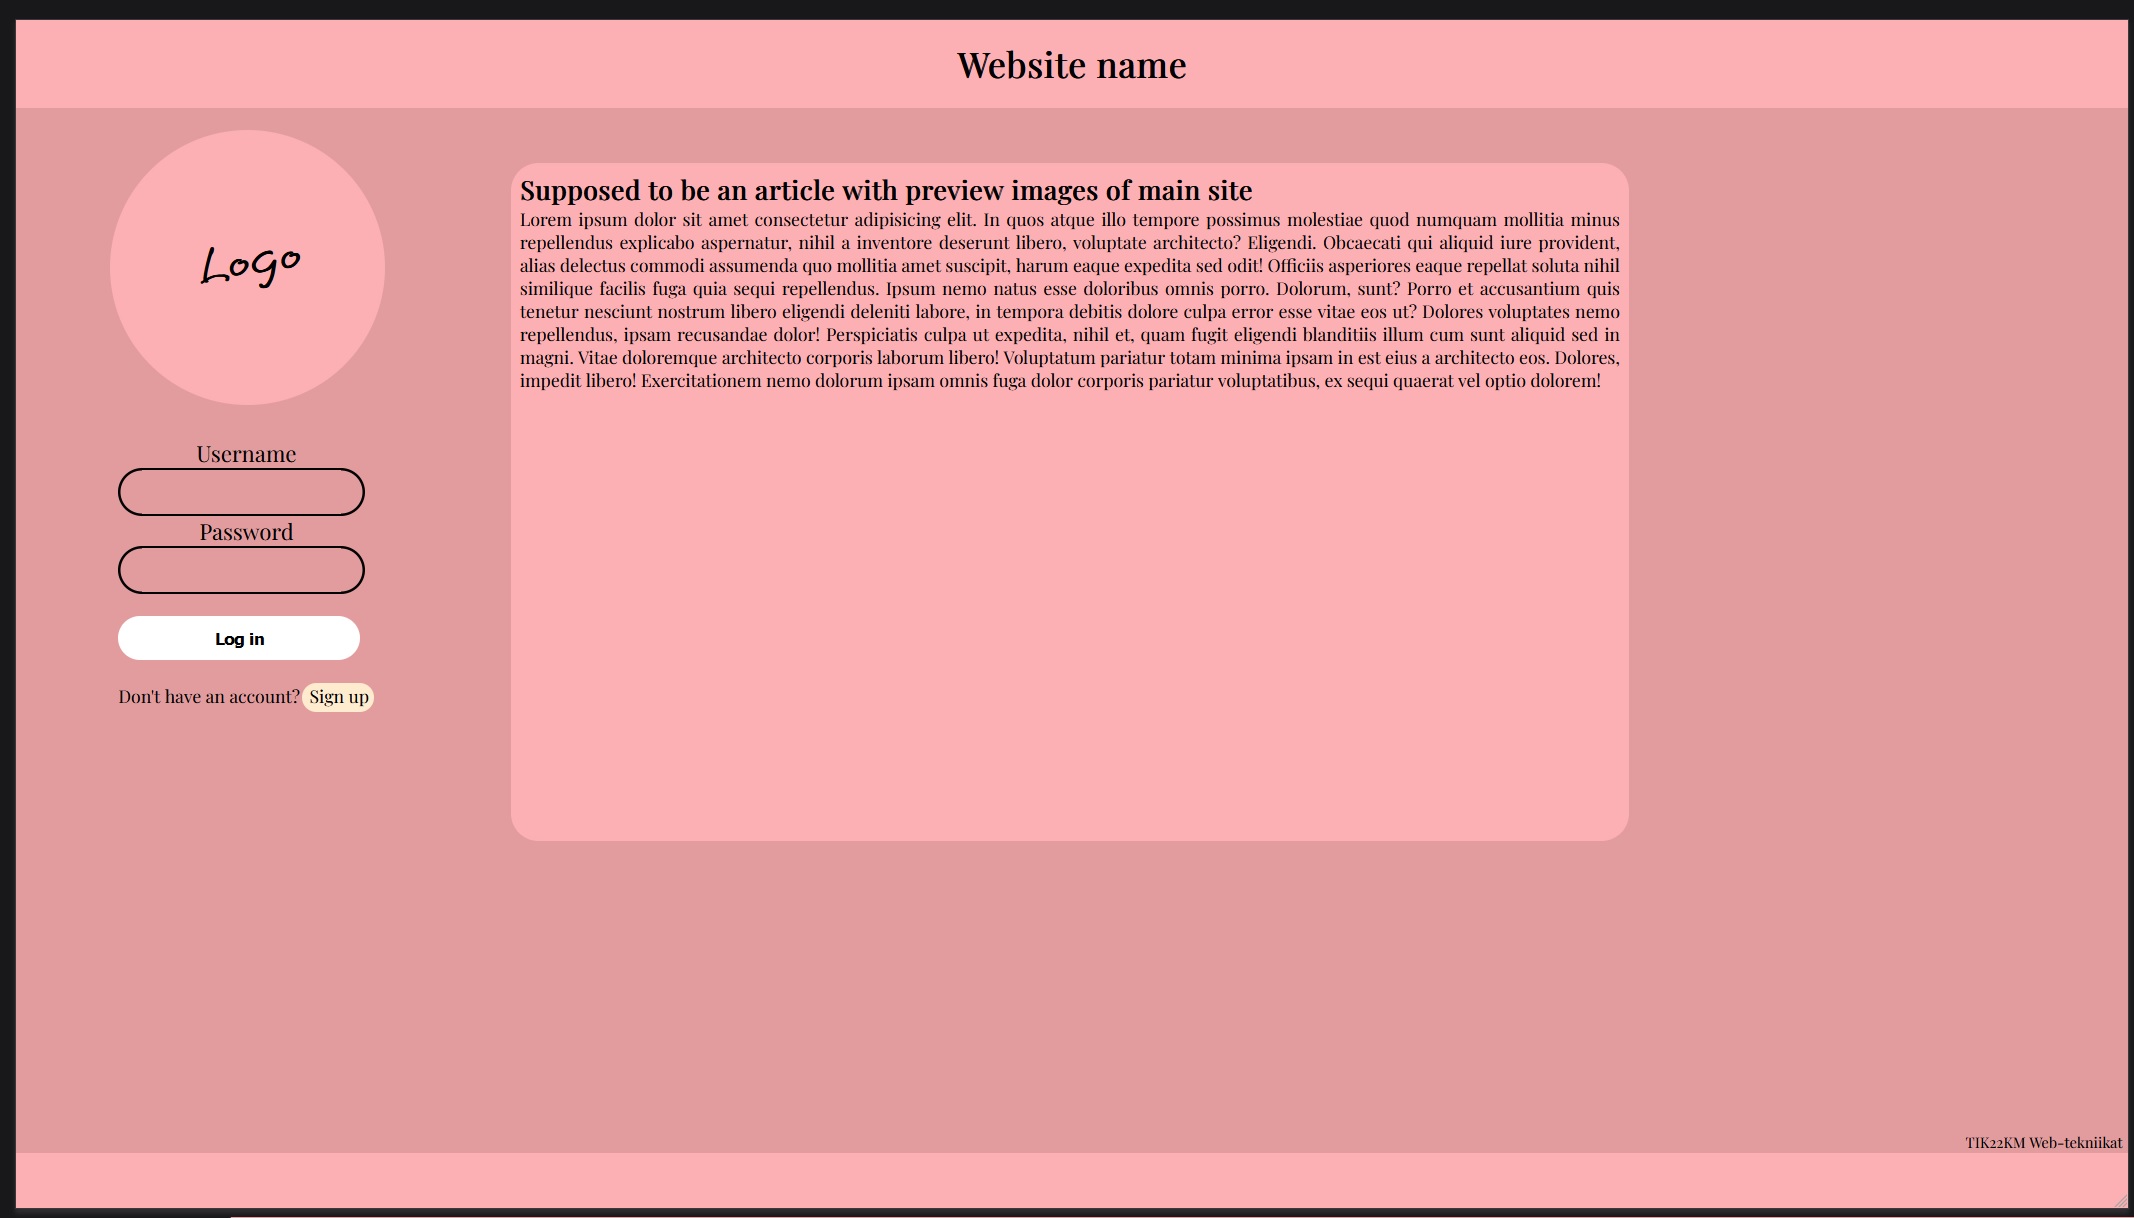 Website name
Logo
Username
Password
Log in
Don't have an account? Sign up
Supposed to be an article with preview images of main site
Lorem ipsum dolor sit amet consectetur adipisicing elit. In quos atque illo tempore possimus molestiae quod numquam mollitia minus
repellendus explicabo aspernatur, nihil a inventore deserunt libero, voluptate architecto? Eligendi. Obcaecati qui aliquid iure provident,
alias delectus commodi assumenda quo mollitia amet suscipit, harum eaque expedita sed odit! Officiis asperiores eaque repellat soluta nihil
similique facilis fuga quia sequi repellendus. Ipsum nemo natus esse doloribus omnis porro. Dolorum, sunt? Porro et accusantium quis
tenetur nesciunt nostrum libero eligendi deleniti labore, in tempora debitis dolore culpa error esse vitae eos ut? Dolores voluptates nemo
repellendus, ipsam recusandae dolor! Perspiciatis culpa ut expedita, nihil et, quam fugit eligendi blanditiis illum cum sunt aliquid sed in
magni. Vitae doloremque architecto corporis laborum libero! Voluptatum pariatur totam minima ipsam in est eius a architecto eos. Dolores,
impedit libero! Exercitationem nemo dolorum ipsam omnis fuga dolor corporis pariatur voluptatibus, ex sequi quaerat vel optio dolorem!
TIK22KM Web-tekniikat